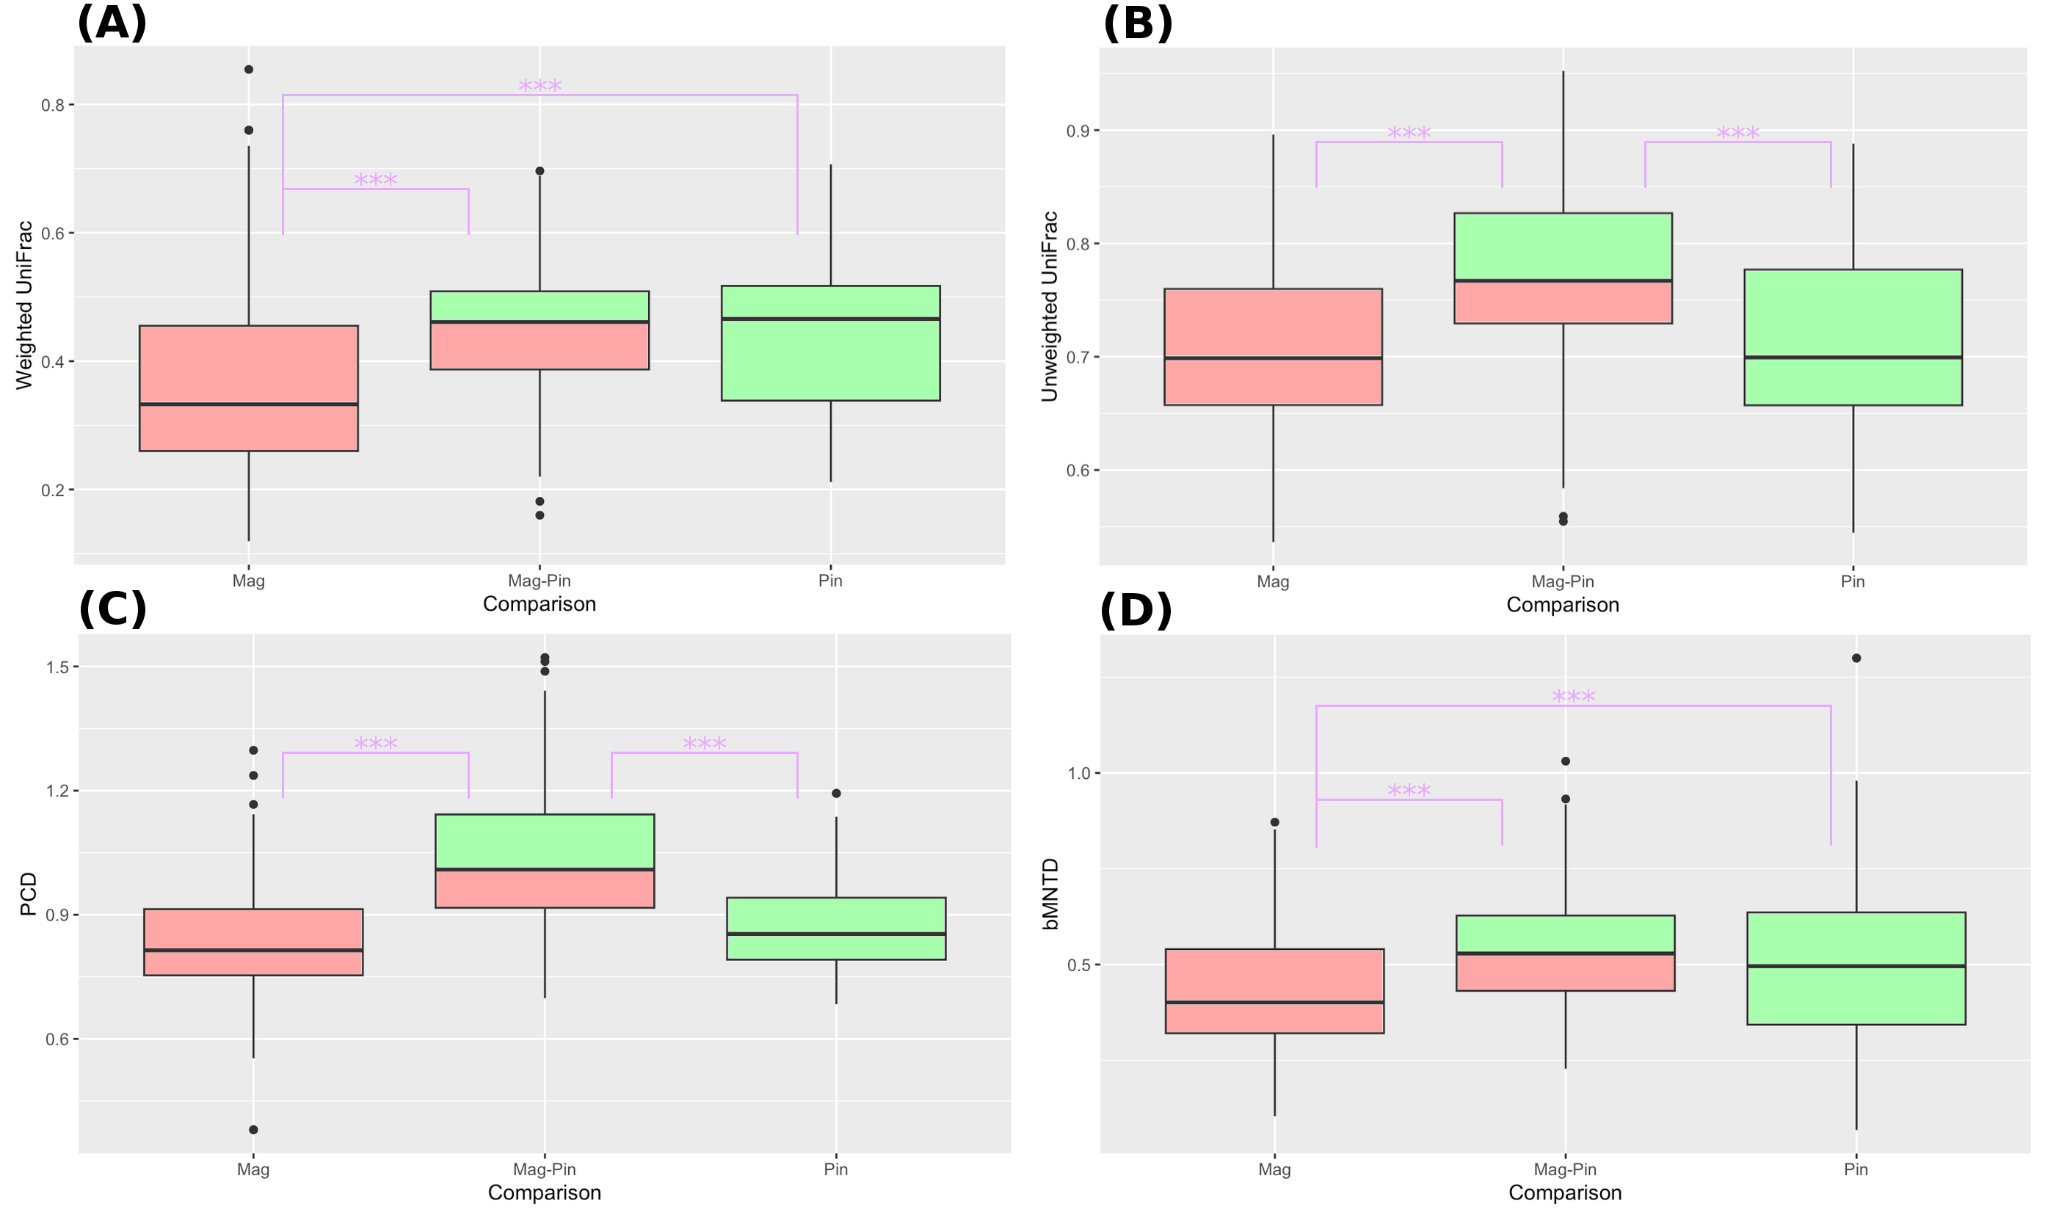 (A)
***
***
0.8
0.6
0.4
0.2
Weighted UniFrac
Mag
Mag-Pin
Pin
Comparison
(B)
***
***
0.9
0.8
0.7
0.6
Unweighted UniFrac
Mag
Mag-Pin
Pin
Comparison
(C)
***
***
1.5
1.2
0.9
0.6
PCD
Mag
Mag-Pin
Pin
Comparison
(D)
***
***
1.0
0.5
bMNTD
Mag
Mag-Pin
Pin
Comparison